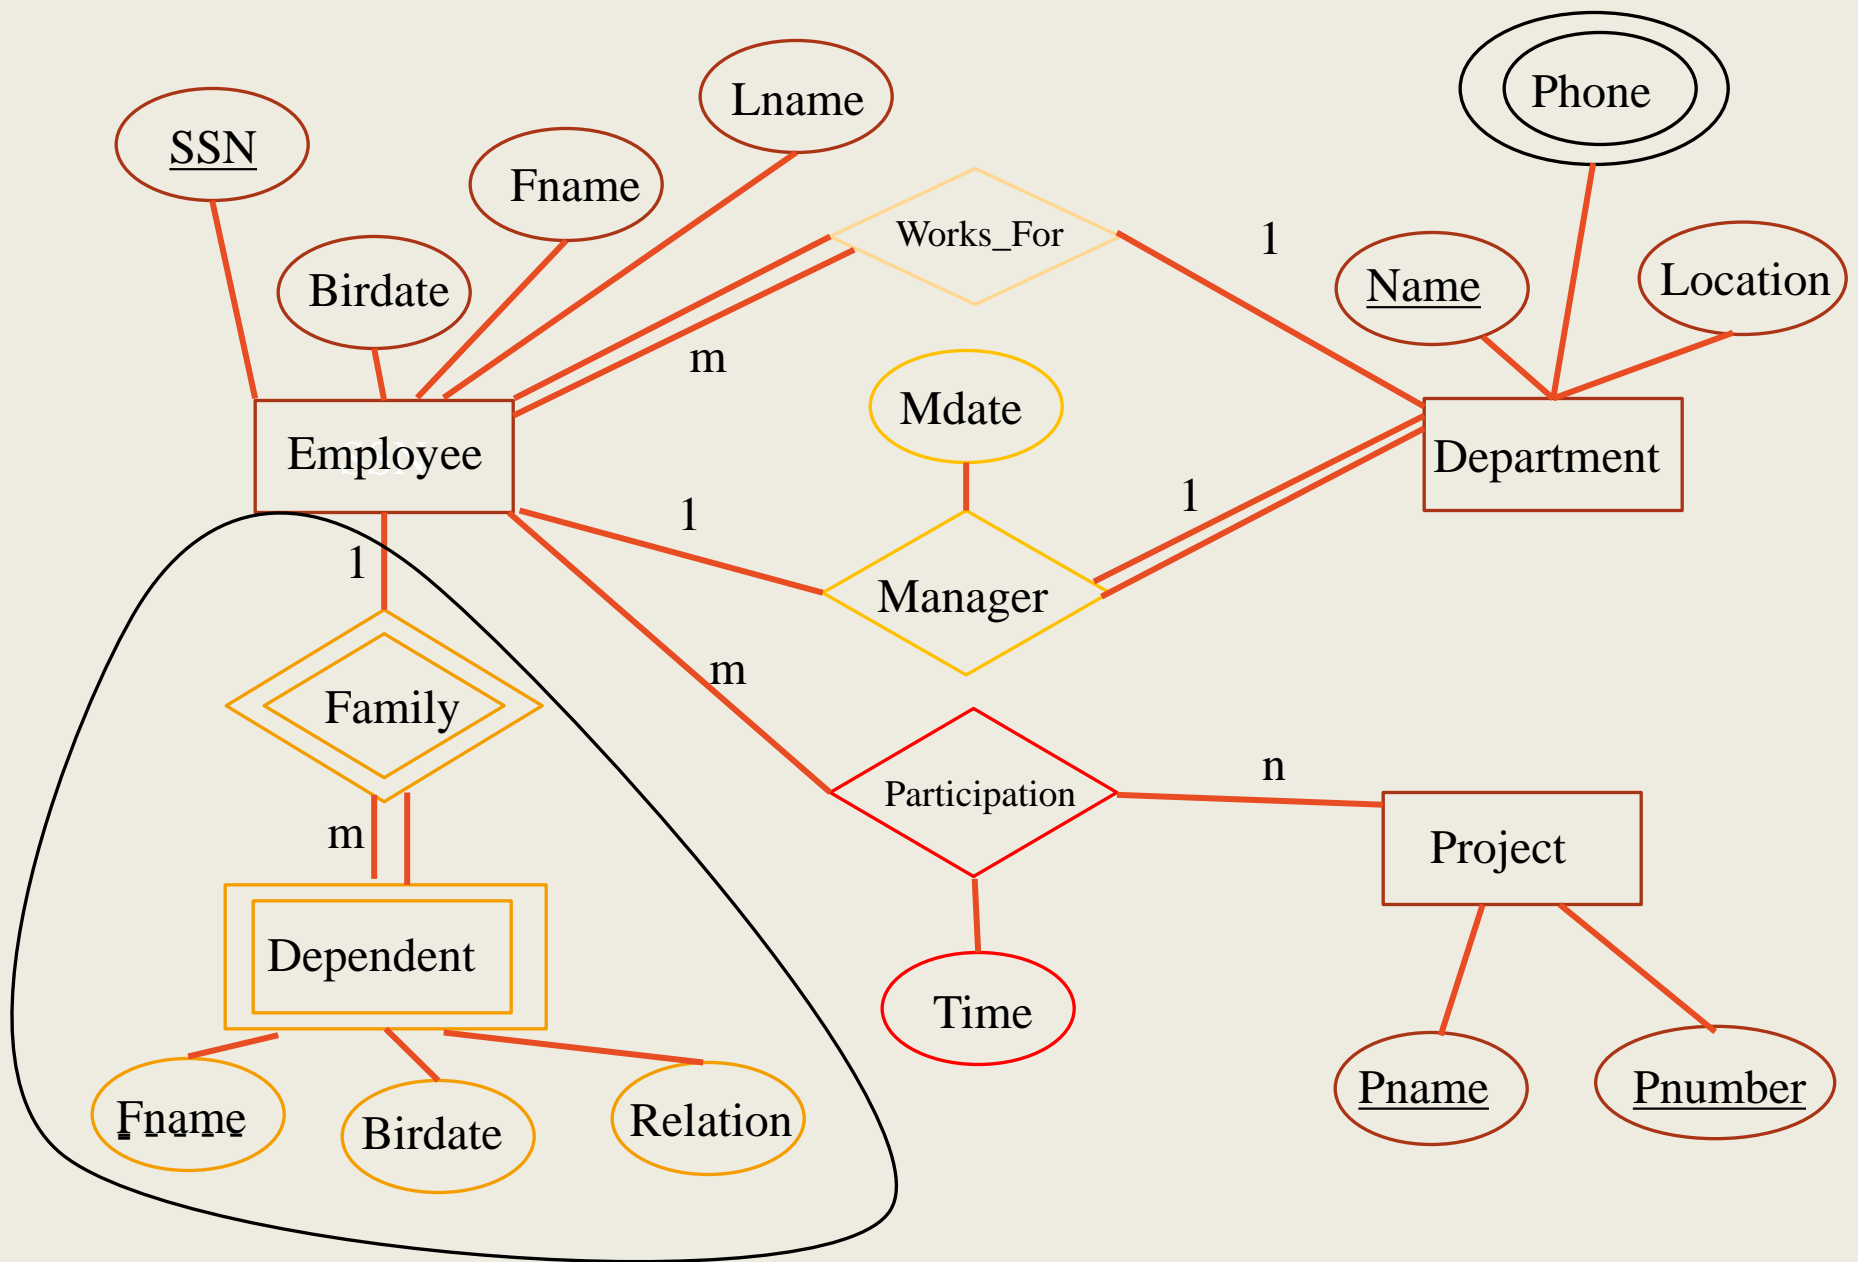 Phone
Lname
SSN
Fname
Works_For
1
Birdate
Name
Location
m
Mdate
Employee
Department
1
1
1
Manager
m
Family
n
Participation
m
Project
Dependent
Time
Pname
Pnumber
Fname
Birdate
Relation